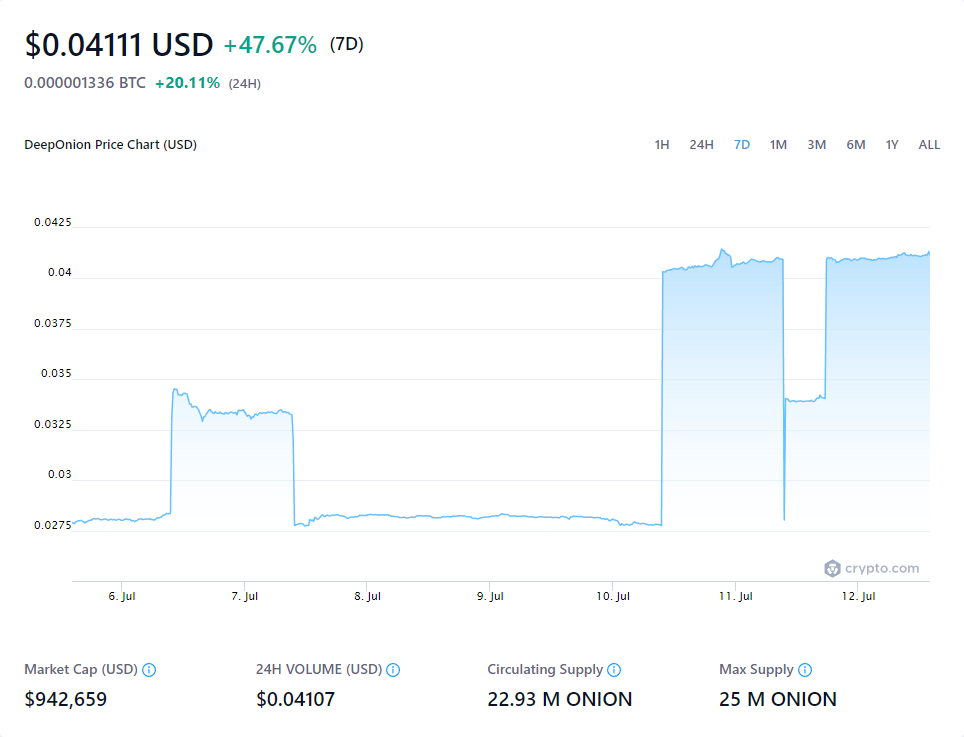 $0.04111 USD +47.67% (7D)
0.000001336 BTC +20.11% (24H)
DeepOnion Price Chart (USD) 1H 24H 7D 1M 3M 6M 1Y ALL
0.0425
0.04
0.0375
0.035
0.0325
0.03
0.0275
crypto.com
6. Jul 7. Jul 8. Jul 9. Jul 10. Jul 11. Jul 12. Jul
Market Cap (USD) 24H VOLUME (USD) Circulating Supply Max Supply
$942,659 $0.04107 22.93 M ONION 25 M ONION